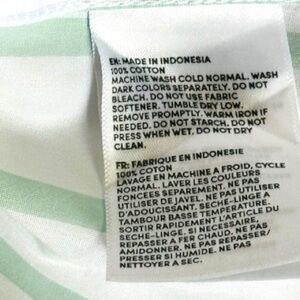 EN: MADE IN INDONESIA
100% COTTON
MACHINE WASH COLD NORMAL. WASH
DARK COLORS SEPARATELY. DO NOT
BLEACH. DO NOT USE FABRIC
SOFTENER. TUMBLE DRY LOW.
REMOVE PROMPTLY. WARM IRON IF
NEEDED. DO NOT STARCH. DO NOT
PRESS WHEN WET. DO NOT DRY
CLEAN.
FR: FABRIQUE EN INDONESIE
100% COTON
LAVAGE EN MACHINE A FROID, CYCLE
NORMAL. LAVER LES COULEURS
FONCEES SEPAREMENT. NE PAS
UTILISER DE JAVEL. NE PAS UTILISER
D'ADOUCISSANT. SECHE-LINGE A
TAMBOUR BASSE TEMPERATURE.
SORTIR RAPIDEMENT L'ARTICLE DU
SECHE-LINGE, SI NECESSAIRE
REPASSER A FER CHAUD. NE PAS
AMIDONNER. NE PAS REPASSER/
PRESSER SI HUMIDE. NE PAS
NETTOYER A SEC.